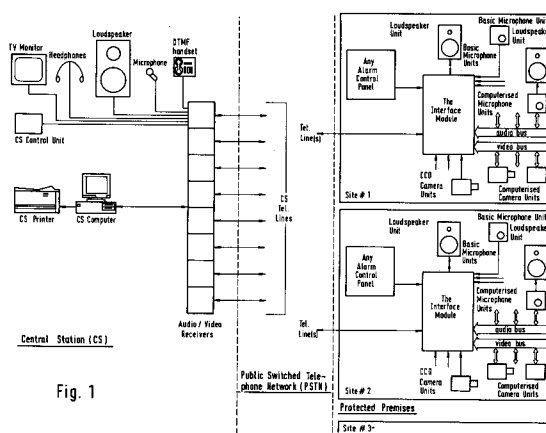 TV Monitor
Headphones
Loudspeaker
Microphone
DTMF
handset
CS Control Unit
CS Printer
CS Computer
Audio / Video
Receivers
Central Station (CS)
Fig. 1
CS
Tel.
Lines
Public Switched Tele-
phone Network (PSTN)
Tel.
Line(s)
Loudspeaker
Unit
Basic Microphone Unit
Loudspeaker
Unit
Basic
Microphone
Units
Any
Alarm Control
Panel
The
Interface
Module
Computerised
Microphone
Units
audio bus
video bus
CCD
Camera
Units
Computerised
Camera Units
Site # 1
Tel.
Line(s)
Loudspeaker
Unit
Basic Microphone Unit
Loudspeaker
Unit
Basic
Microphone
Units
Any
Alarm
Control
Panel
The
Interface
Module
Computerised
Microphone
Units
audio bus
video bus
CCD
Camera
Units
Computerised
Camera Units
Site # 2
Protected Premises
Site # 3-